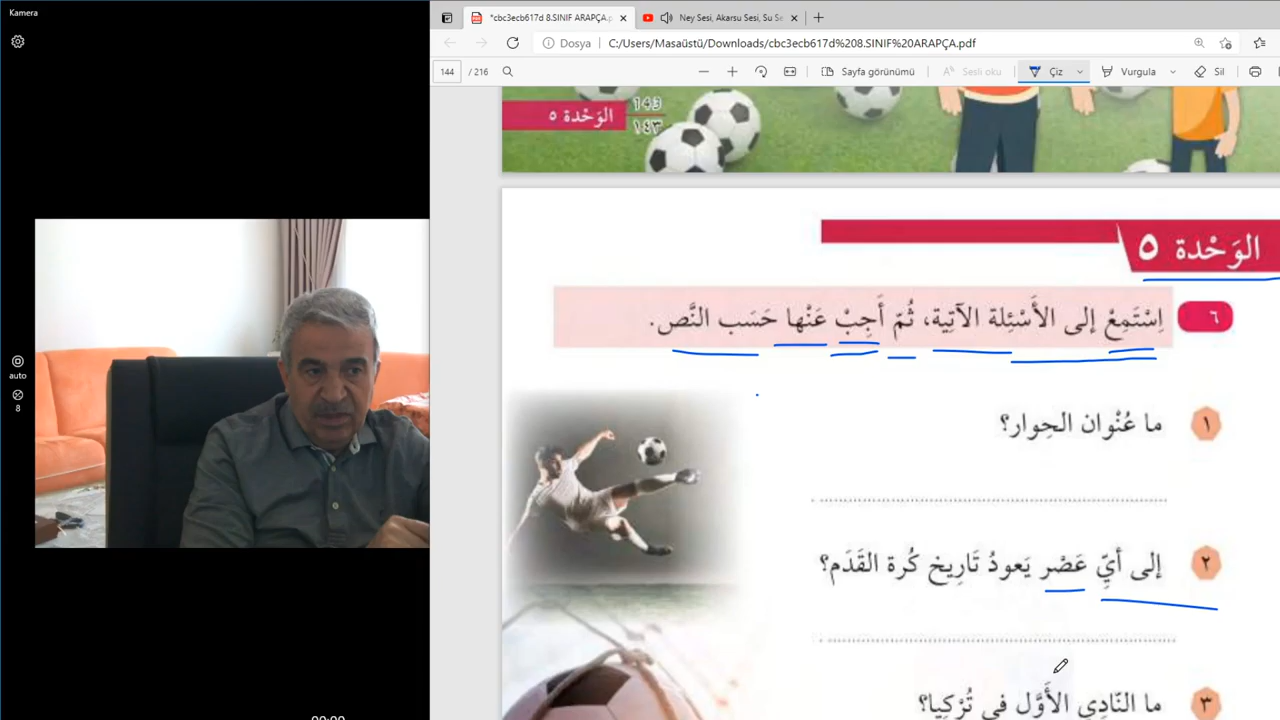 Kamera
*cbc3ecb617d 8.SINIF ARAPÇA.p
Ney Sesi, Akarsu Sesi, Su Se
Dosya
C:/Users/Masaüstü/Downloads/cbc3ecb617d%208.SINIF%20ARAPÇA.pdf
144 / 216
Sayfa görünümü
Sesli oku
Çiz
Vurgula
Sil
143
١٤٣
الوَحْدة ٥
الوَحْدة ٥
٦ اِسْتَمِعْ إلى الأَسْئِلة الآتِية، ثُمّ أَجِبْ عَنْها حَسَب النَّص.
١ ما عُنْوان الحِوار؟
٢ إلى أَيِّ عَصْر يَعودُ تَارِيخ كُرة القَدَم؟
٣ ما النّادِي الأَوَّل في تُرْكِيا؟
auto
8